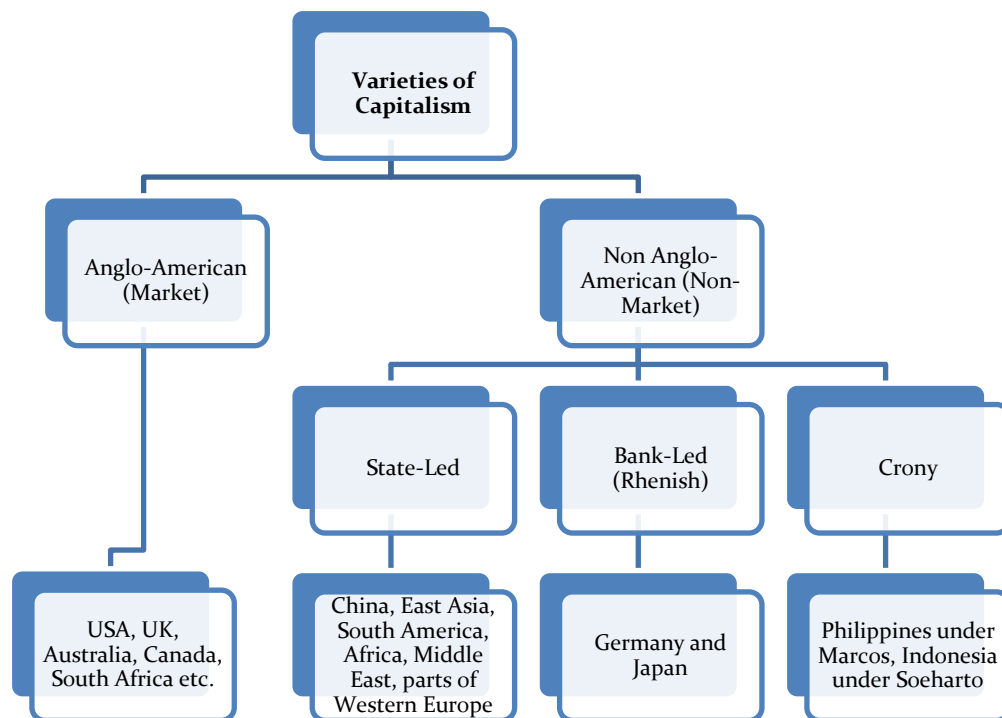 Varieties of
Capitalism
Anglo-American
(Market)
Non Anglo-
American (Non-
Market)
State-Led
Bank-Led
(Rhenish)
Crony
USA, UK,
Australia, Canada,
South Africa etc.
China, East Asia,
South America,
Africa, Middle
East, parts of
Western Europe
Germany and
Japan
Philippines under
Marcos, Indonesia
under Soeharto